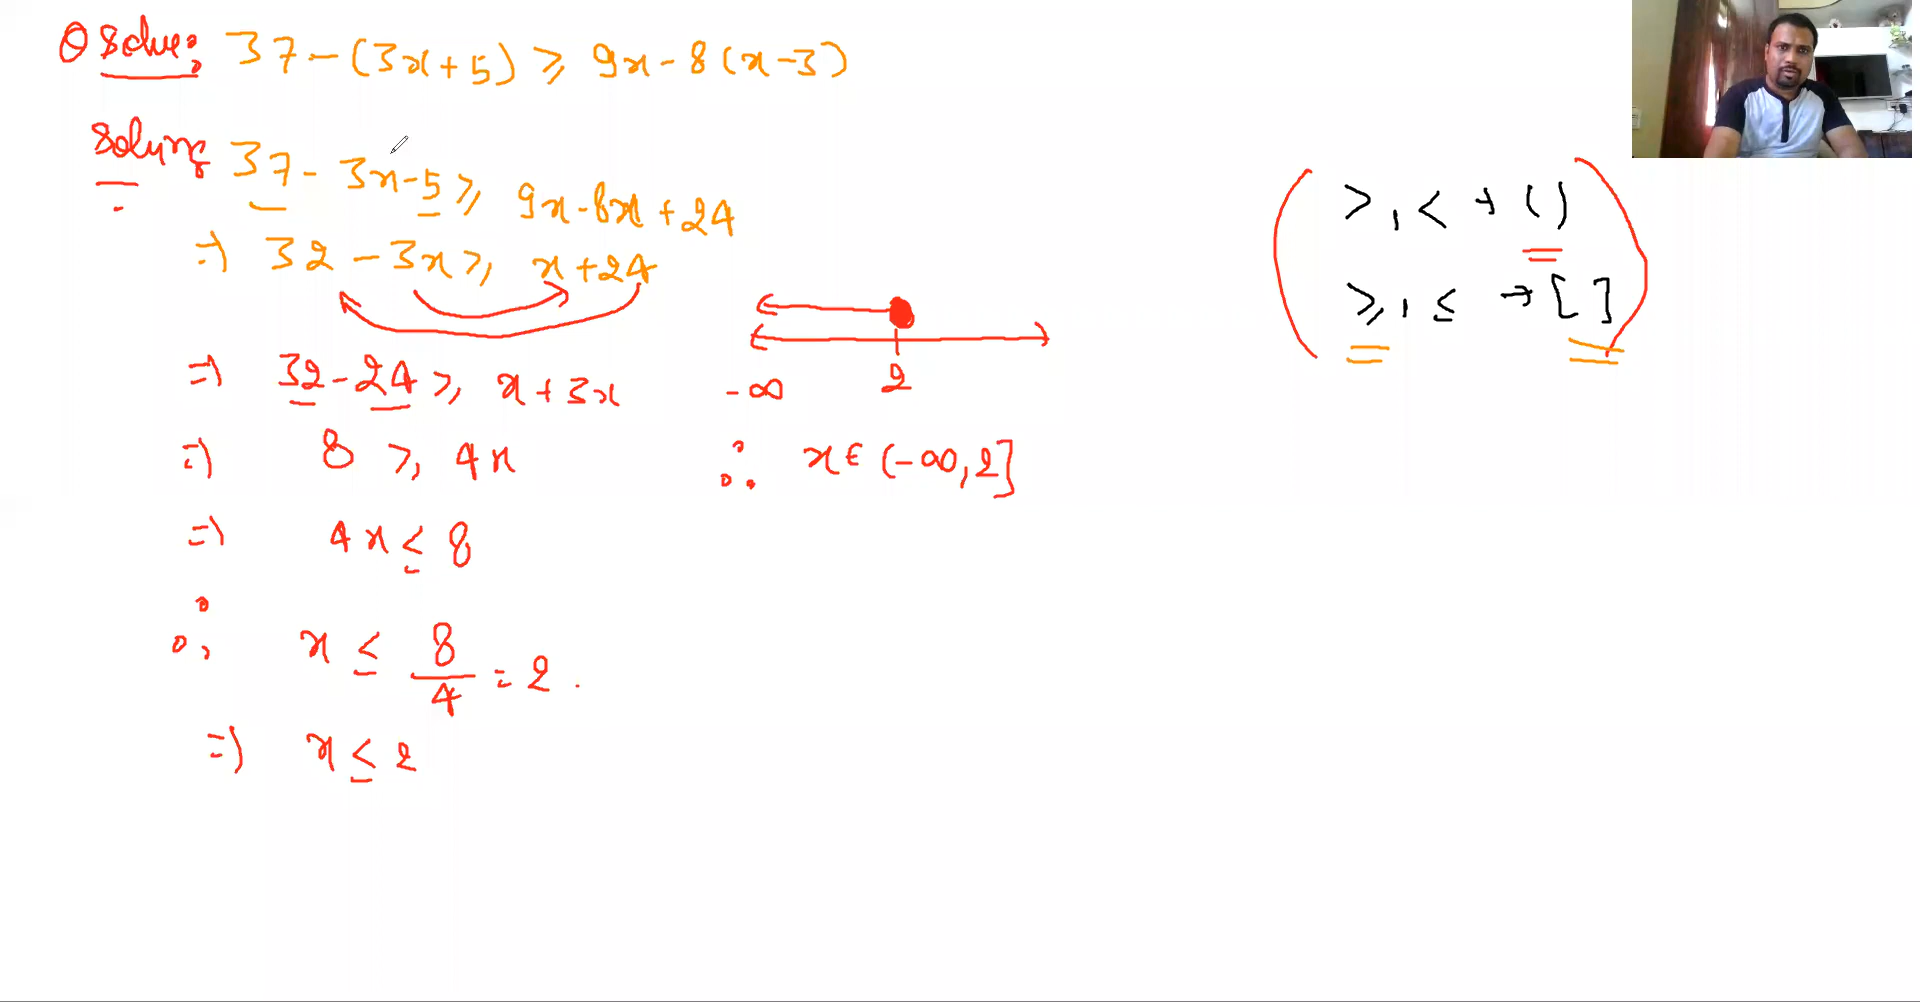 Q Solve: 37 - (3x + 5) ⩾ 9x - 8(x - 3)
37 - 3x - 5 ⩾ 9x - 8x + 24
⇒ 32 - 3x ⩾ x + 24
⇒ 32 - 24 ⩾ x + 3x
⇒ 8 ⩾ 4x
⇒ 4x ≤ 8
∴ x ≤ 8/4 = 2.
⇒ x ≤ 2
-∞ 2
∴ x ∈ (-∞, 2]
>, < → ( )
⩾, ≤ → [ ]